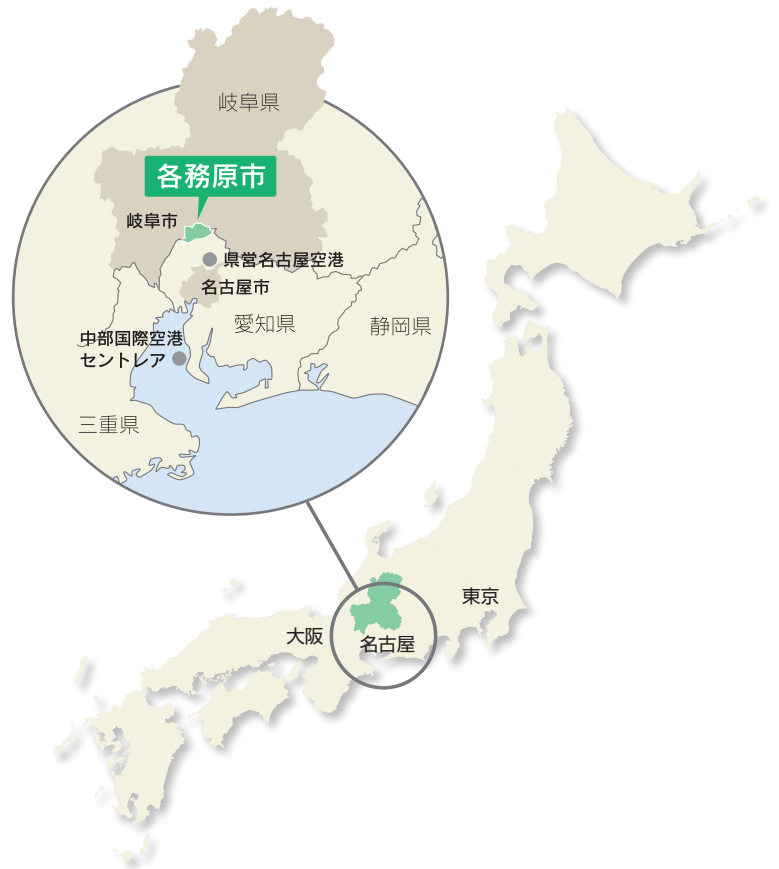 岐阜県
各務原市
岐阜市
県営名古屋空港
名古屋市
愛知県
静岡県
中部国際空港
セントレア
三重県
東京
大阪
名古屋